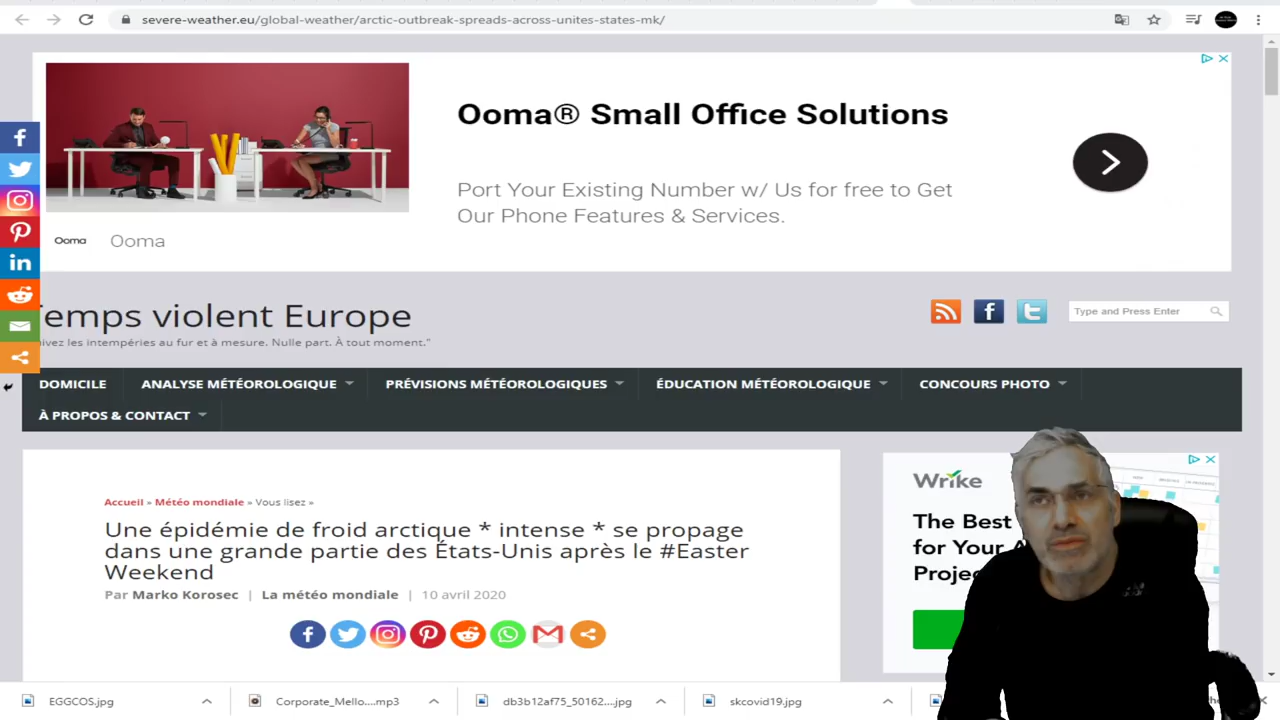 severe-weather.eu/global-weather/arctic-outbreak-spreads-across-unites-states-mk/
Ooma® Small Office Solutions
Port Your Existing Number w/ Us for free to Get
Our Phone Features & Services.
Ooma Ooma
Temps violent Europe
ivez les intempéries au fur et à mesure. Nulle part. À tout moment."
Type and Press Enter
DOMICILE ANALYSE MÉTÉOROLOGIQUE PRÉVISIONS MÉTÉOROLOGIQUES ÉDUCATION MÉTÉOROLOGIQUE CONCOURS PHOTO
À PROPOS & CONTACT
Accueil » Météo mondiale » Vous lisez »
Une épidémie de froid arctique * intense * se propage
dans une grande partie des États-Unis après le #Easter
Weekend
Par Marko Korosec | La météo mondiale | 10 avril 2020
Wrike
The Best
for Your
Proje
EGGCOS.jpg Corporate_Mello....mp3 db3b12af75_50162....jpg skcovid19.jpg